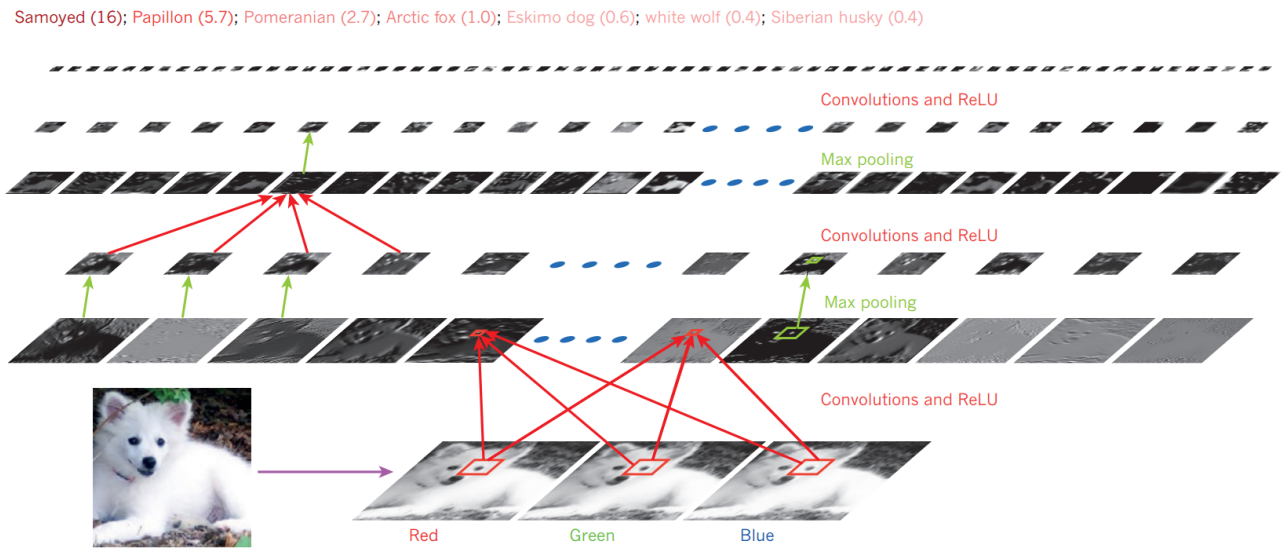 Samoyed (16); Papillon (5.7); Pomeranian (2.7); Arctic fox (1.0); Eskimo dog (0.6); white wolf (0.4); Siberian husky (0.4)
Convolutions and ReLU
Max pooling
Convolutions and ReLU
Max pooling
Convolutions and ReLU
Red
Green
Blue